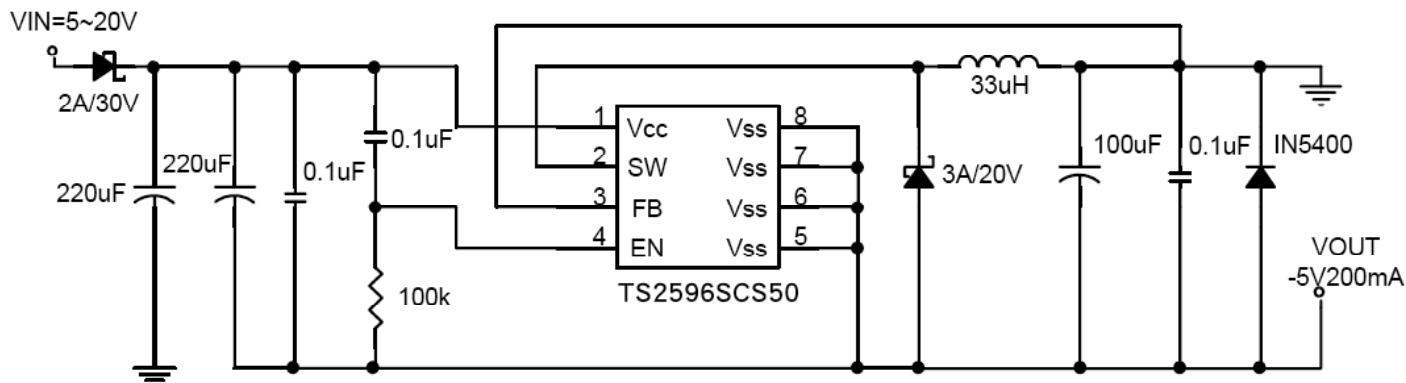 VIN=5~20V
2A/30V
220uF
220uF
0.1uF
0.1uF
100k
1 Vcc Vss 8
2 SW Vss 7
3 FB Vss 6
4 EN Vss 5
TS2596SCS50
33uH
3A/20V
100uF
0.1uF
IN5400
VOUT
-5V200mA